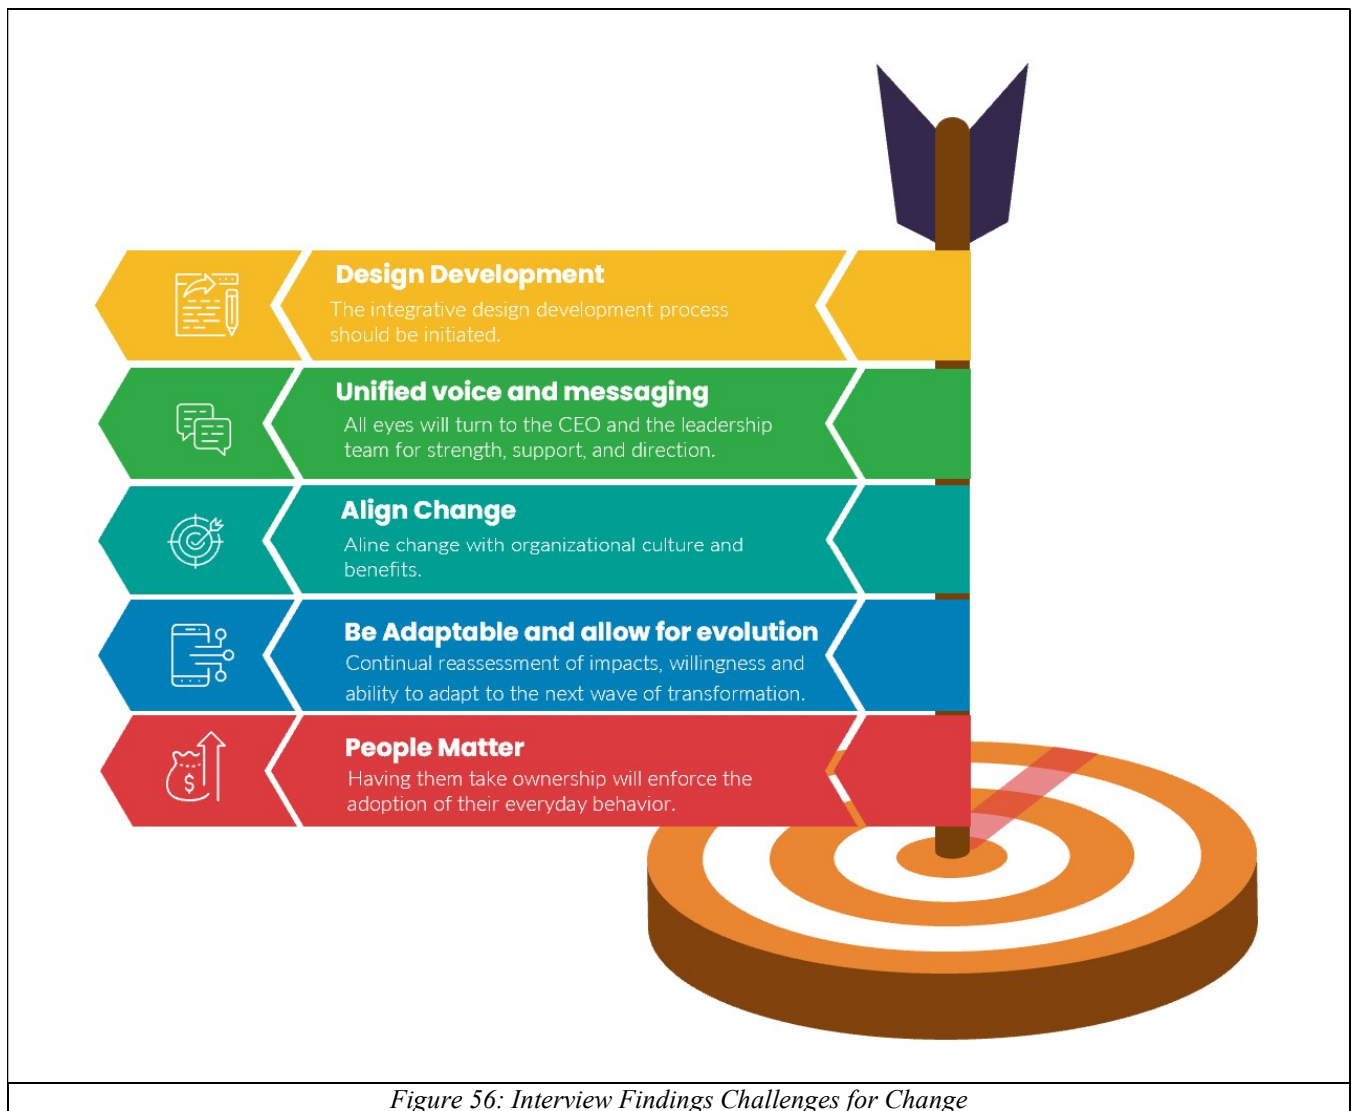 Design Development
The integrative design development process
should be initiated.
Unified voice and messaging
All eyes will turn to the CEO and the leadership
team for strength, support, and direction.
Align Change
Aline change with organizational culture and
benefits.
Be Adaptable and allow for evolution
Continual reassessment of impacts, willingness and
ability to adapt to the next wave of transformation.
$
People Matter
Having them take ownership will enforce the
adoption of their everyday behavior.
Figure 56: Interview Findings Challenges for Change